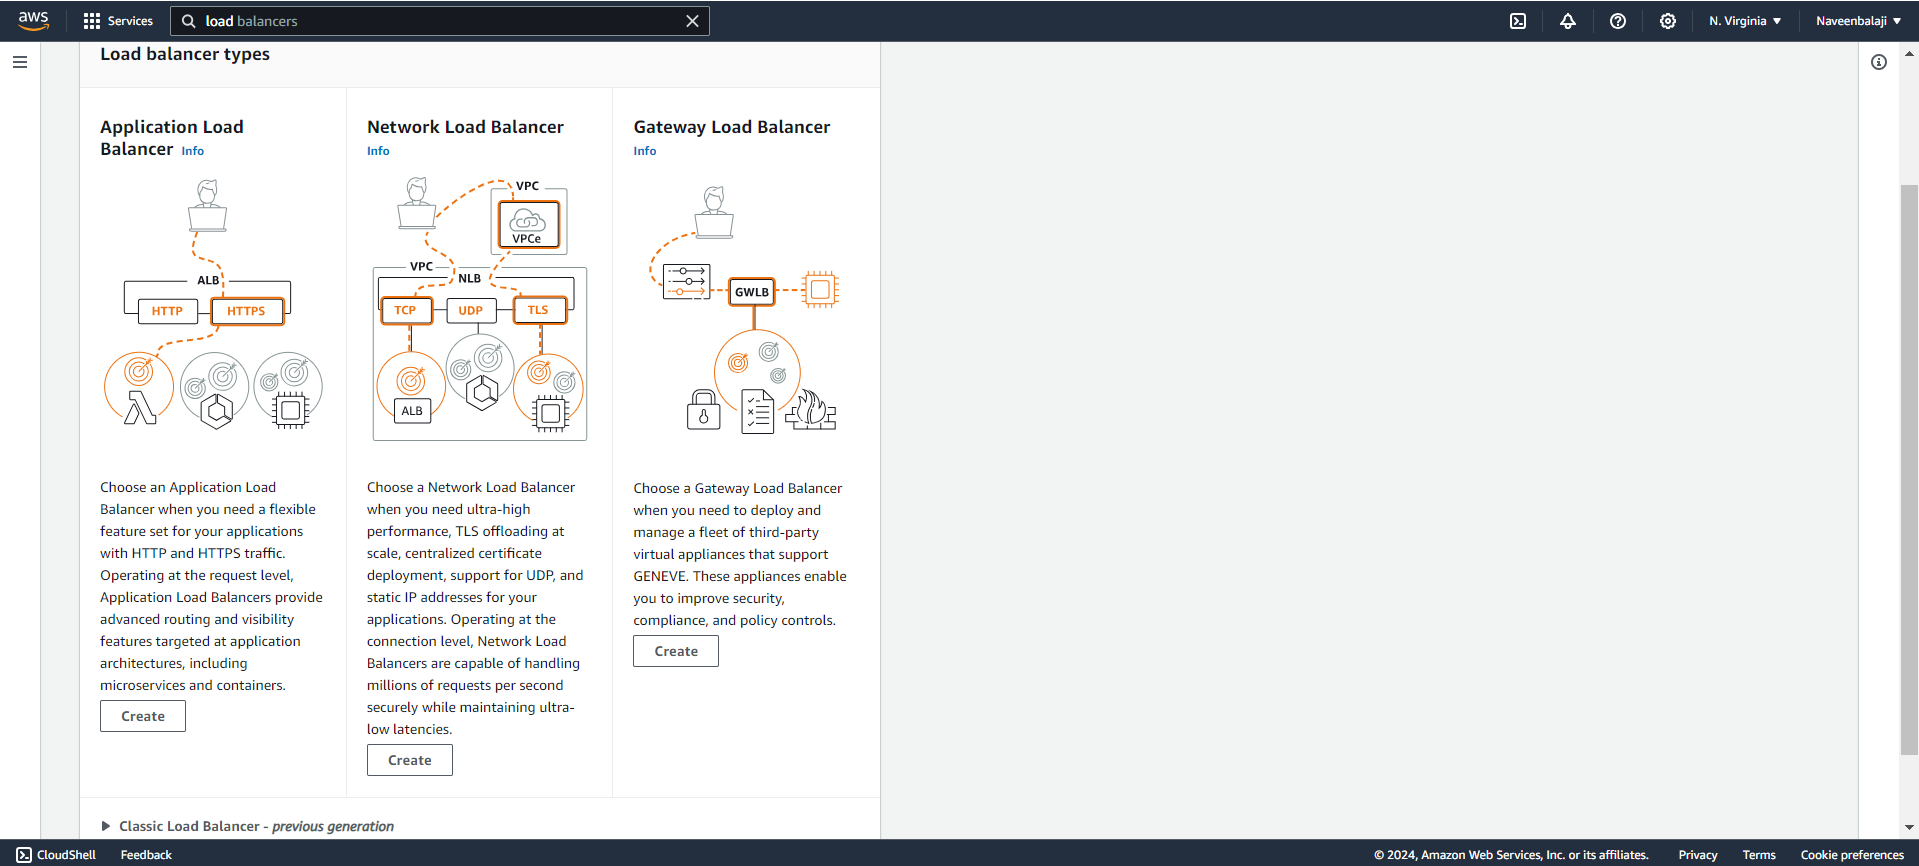 aws
Services
load balancers
N. Virginia
Naveenbalaji
Load balancer types
Application Load
Balancer Info
ALB
HTTP
HTTPS
Choose an Application Load
Balancer when you need a flexible
feature set for your applications
with HTTP and HTTPS traffic.
Operating at the request level,
Application Load Balancers provide
advanced routing and visibility
features targeted at application
architectures, including
microservices and containers.
Create
Network Load Balancer
Info
VPC
VPCe
VPC
NLB
TCP
UDP
TLS
ALB
Choose a Network Load Balancer
when you need ultra-high
performance, TLS offloading at
scale, centralized certificate
deployment, support for UDP, and
static IP addresses for your
applications. Operating at the
connection level, Network Load
Balancers are capable of handling
millions of requests per second
securely while maintaining ultra-
low latencies.
Create
Gateway Load Balancer
Info
GWLB
Choose a Gateway Load Balancer
when you need to deploy and
manage a fleet of third-party
virtual appliances that support
GENEVE. These appliances enable
you to improve security,
compliance, and policy controls.
Create
Classic Load Balancer - previous generation
CloudShell
Feedback
© 2024, Amazon Web Services, Inc. or its affiliates.
Privacy
Terms
Cookie preferences